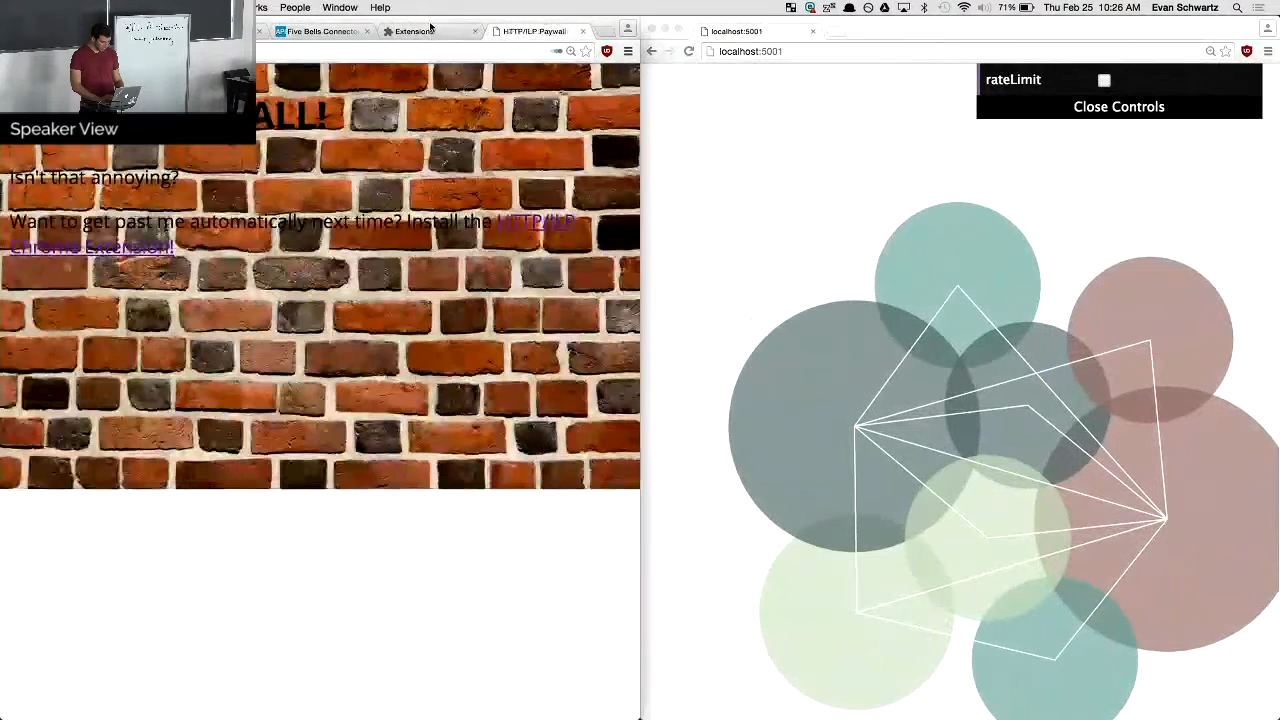 rks People Window Help
71% Thu Feb 25 10:26 AM Evan Schwartz
Five Bells Connecto
Extensions
HTTP/ILP Paywall
localhost:5001
localhost:5001
rateLimit
Close Controls
Speaker View
ALL!
Isn't that annoying?
Want to get past me automatically next time? Install the HTTP/ILP
Chrome Extension!